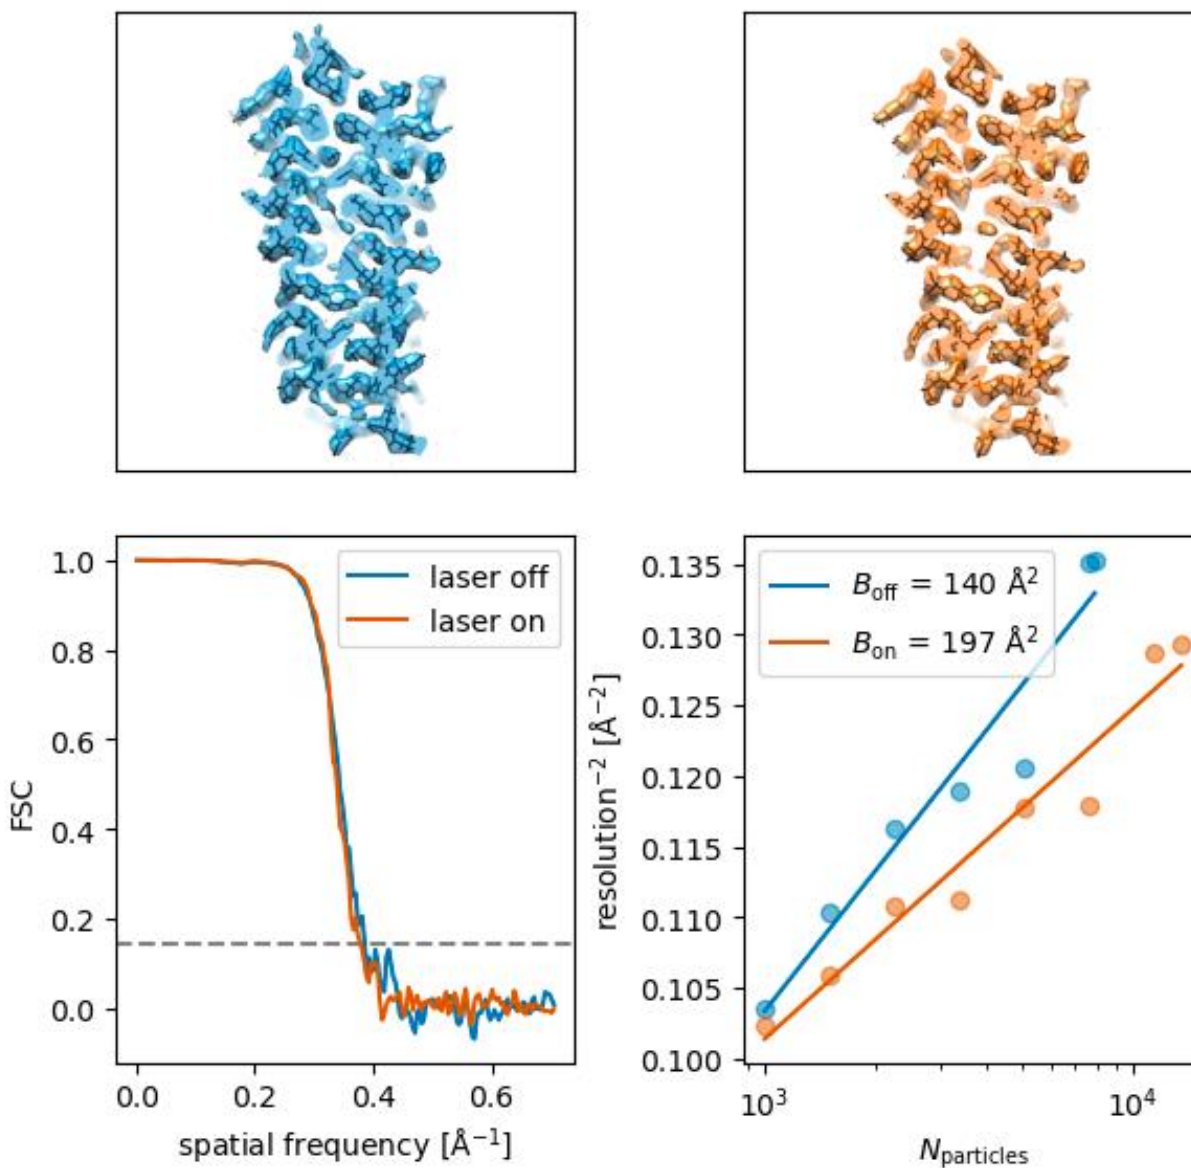 1.0
0.8
0.6
0.4
0.2
0.0
FSC
laser off
laser on
0.0
0.2
0.4
0.6
spatial frequency [Å⁻¹]
0.135
0.130
0.125
0.120
0.115
0.110
0.105
0.100
resolution⁻² [Å⁻²]
B_off = 140 Å²
B_on = 197 Å²
10³
10⁴
N_particles